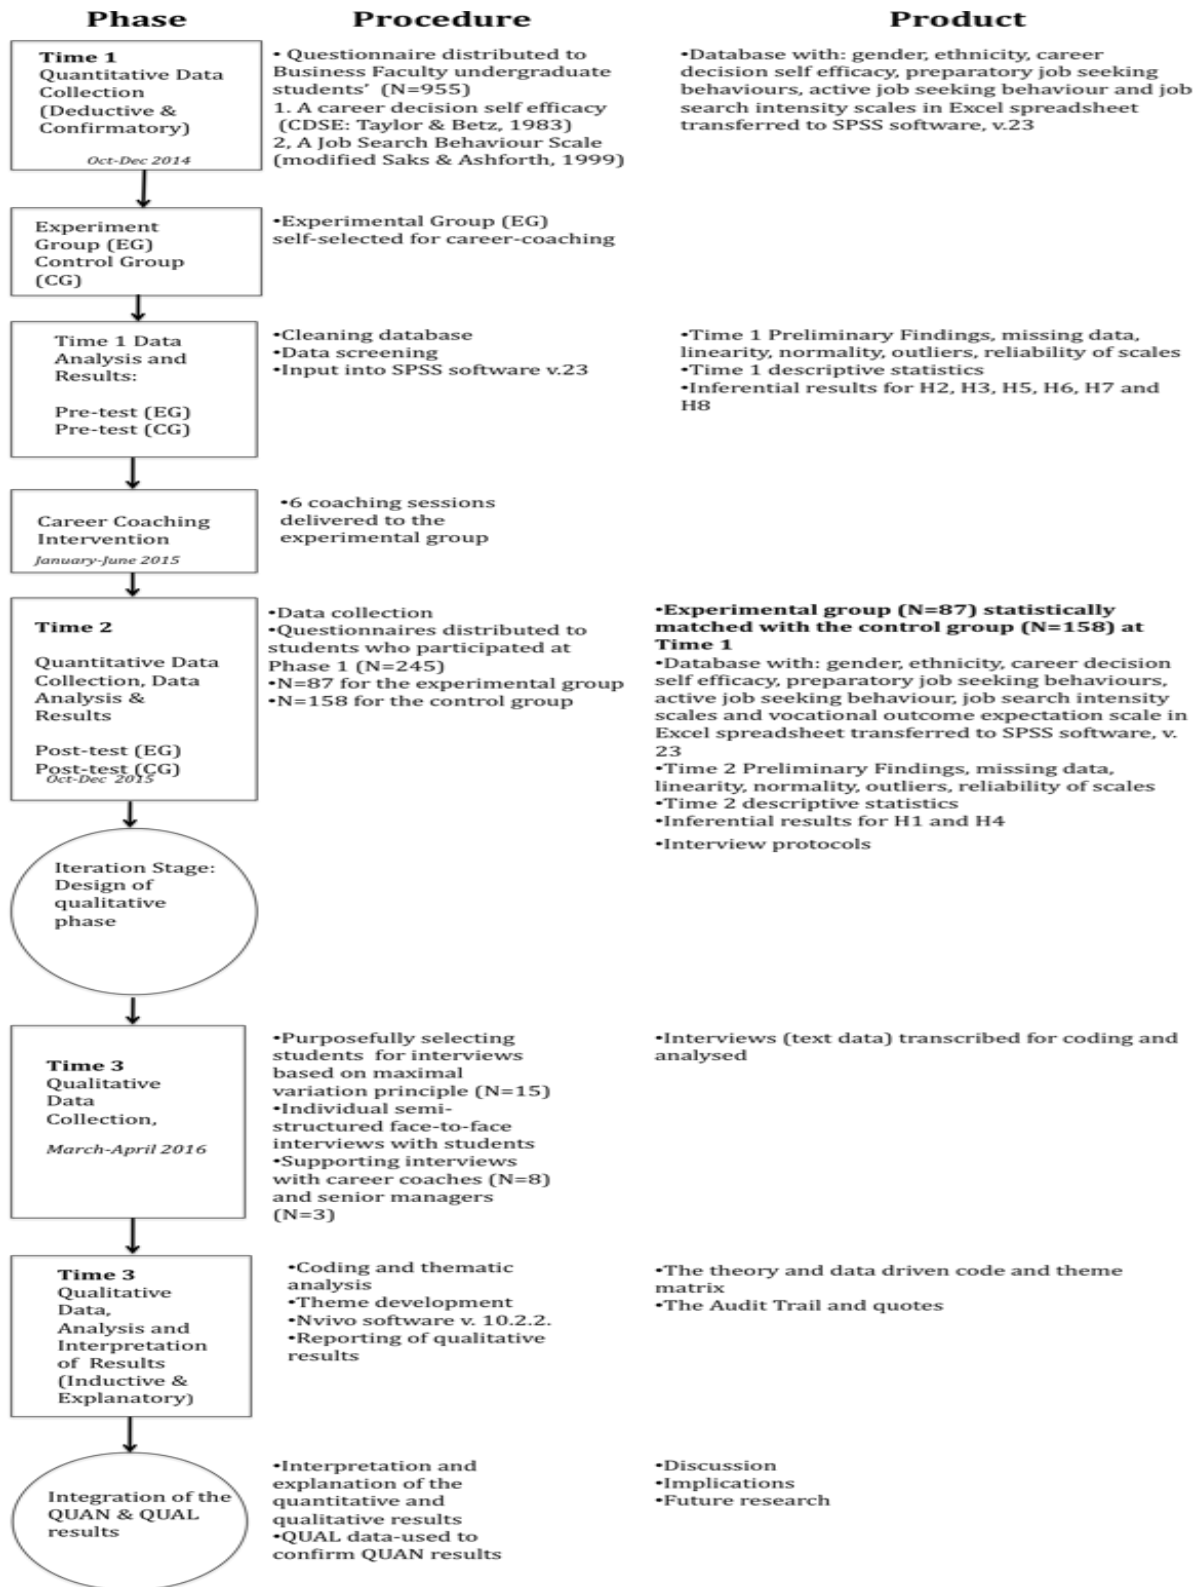 Phase
Procedure
Product
Time 1
Quantitative Data
Collection
(Deductive &
Confirmatory)
Oct-Dec 2014
• Questionnaire distributed to
Business Faculty undergraduate
students’ (N=955)
1. A career decision self efficacy
(CDSE: Taylor & Betz, 1983)
2, A Job Search Behaviour Scale
(modified Saks & Ashforth, 1999)
•Database with: gender, ethnicity, career
decision self efficacy, preparatory job seeking
behaviours, active job seeking behaviour and job
search intensity scales in Excel spreadsheet
transferred to SPSS software, v.23
Experiment
Group (EG)
Control Group
(CG)
•Experimental Group (EG)
self-selected for career-coaching
Time 1 Data
Analysis and
Results:
Pre-test (EG)
Pre-test (CG)
•Cleaning database
•Data screening
•Input into SPSS software v.23
•Time 1 Preliminary Findings, missing data,
linearity, normality, outliers, reliability of scales
•Time 1 descriptive statistics
•Inferential results for H2, H3, H5, H6, H7 and
H8
Career Coaching
Intervention
January-June 2015
•6 coaching sessions
delivered to the
experimental group
Time 2
Quantitative Data
Collection, Data
Analysis &
Results
Post-test (EG)
Post-test (CG)
Oct-Dec 2015
•Data collection
•Questionnaires distributed to
students who participated at
Phase 1 (N=245)
•N=87 for the experimental group
•N=158 for the control group
•Experimental group (N=87) statistically
matched with the control group (N=158) at
Time 1
•Database with: gender, ethnicity, career decision
self efficacy, preparatory job seeking behaviours,
active job seeking behaviour, job search intensity
scales and vocational outcome expectation scale in
Excel spreadsheet transferred to SPSS software, v.
23
•Time 2 Preliminary Findings, missing data,
linearity, normality, outliers, reliability of scales
•Time 2 descriptive statistics
•Inferential results for H1 and H4
•Interview protocols
Iteration Stage:
Design of
qualitative
phase
Time 3
Qualitative
Data
Collection,
March-April 2016
•Purposefully selecting
students for interviews
based on maximal
variation principle (N=15)
•Individual semi-
structured face-to-face
interviews with students
•Supporting interviews
with career coaches (N=8)
and senior managers
(N=3)
•Interviews (text data) transcribed for coding and
analysed
Time 3
Qualitative
Data,
Analysis and
Interpretation
of Results
(Inductive &
Explanatory)
•Coding and thematic
analysis
•Theme development
•Nvivo software v. 10.2.2.
•Reporting of qualitative
results
•The theory and data driven code and theme
matrix
•The Audit Trail and quotes
Integration of the
QUAN & QUAL
results
•Interpretation and
explanation of the
quantitative and
qualitative results
•QUAL data-used to
confirm QUAN results
•Discussion
•Implications
•Future research